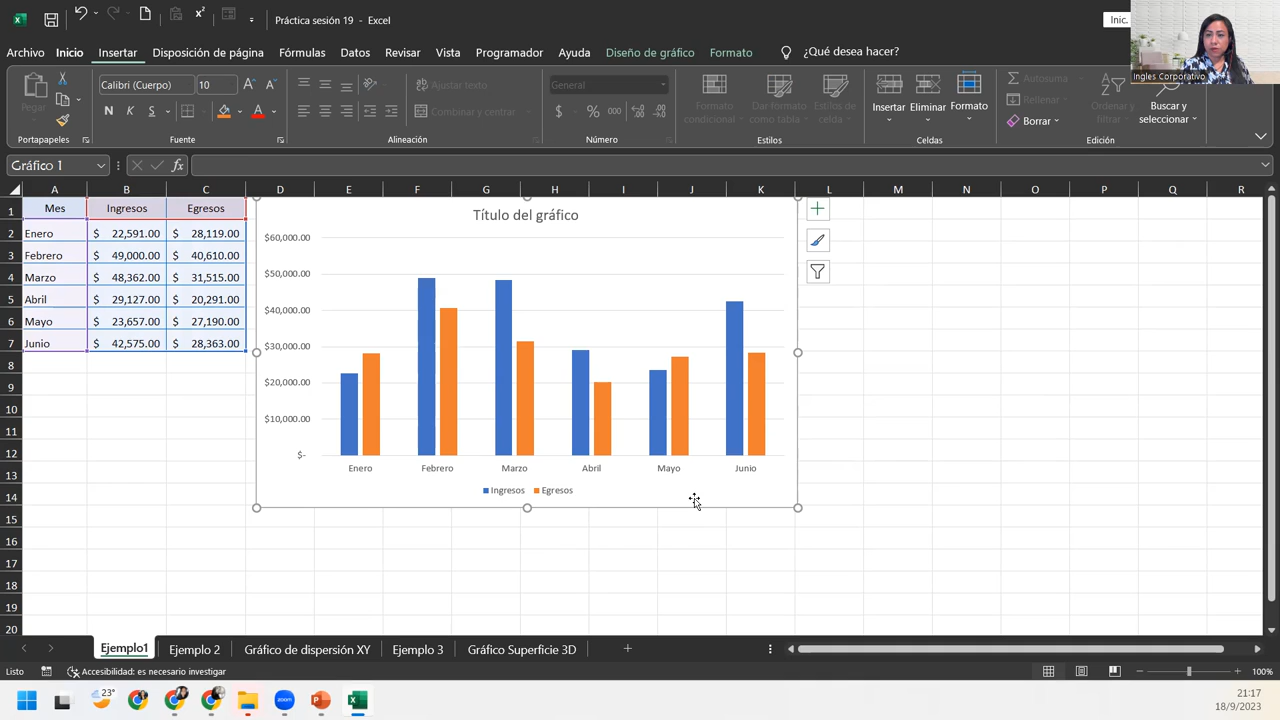 Práctica sesión 19 - Excel
Inic.
Archivo Inicio Insertar Disposición de página Fórmulas Datos Revisar Vista Programador Ayuda Diseño de gráfico Formato ¿Qué desea hacer?
Ingles Corporativo
Pegar
Calibri (Cuerpo) 10
N K S
Ajustar texto
Combinar y centrar
General
$ % 000
Formato condicional
Dar formato como tabla
Estilos de celda
Insertar Eliminar Formato
Autosuma
Rellenar
Borrar
Ordenar y filtrar
Buscar y seleccionar
Portapapeles Fuente Alineación Número Estilos Celdas Edición
Gráfico 1 fx
A B C D E F G H I J K L M N O P Q R
1 Mes Ingresos Egresos
2 Enero $ 22,591.00 $ 28,119.00
3 Febrero $ 49,000.00 $ 40,610.00
4 Marzo $ 48,362.00 $ 31,515.00
5 Abril $ 29,127.00 $ 20,291.00
6 Mayo $ 23,657.00 $ 27,190.00
7 Junio $ 42,575.00 $ 28,363.00
8
9
10
11
12
13
14
15
16
17
18
19
20
Título del gráfico
$60,000.00
$50,000.00
$40,000.00
$30,000.00
$20,000.00
$10,000.00
$-
Enero Febrero Marzo Abril Mayo Junio
Ingresos Egresos
Ejemplo1 Ejemplo 2 Gráfico de dispersión XY Ejemplo 3 Gráfico Superficie 3D
Listo Accesibilidad: es necesario investigar 100%
23°
zoom
21:17
18/9/2023